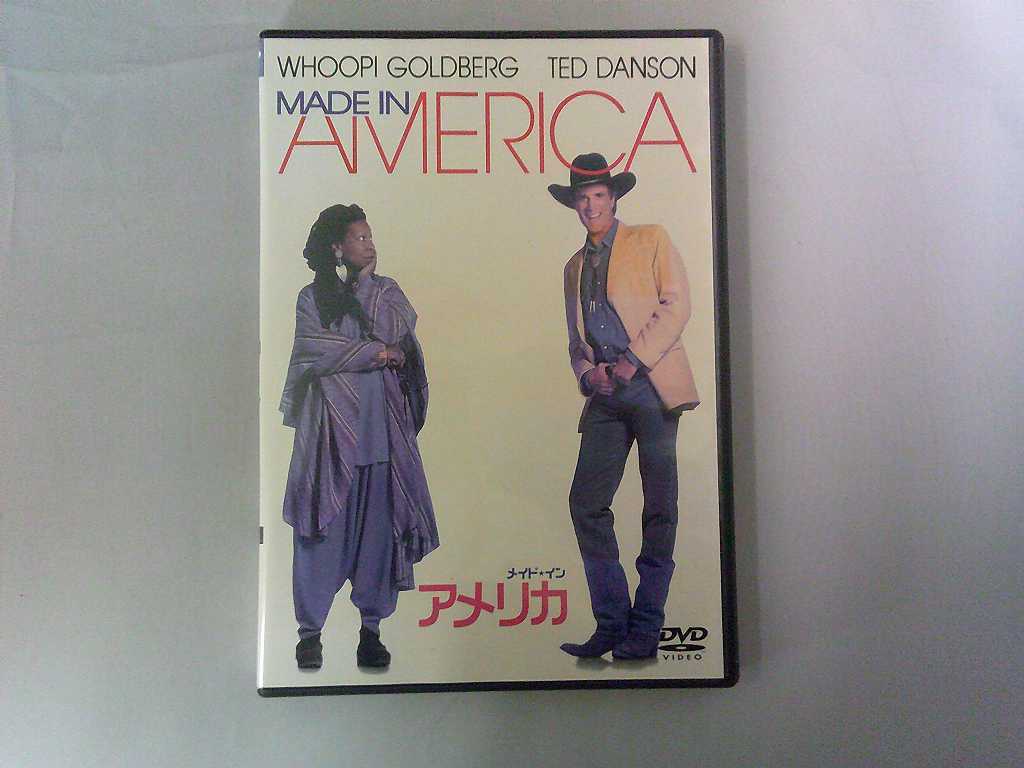 WHOOPI GOLDBERG TED DANSON
MADE IN
AMERICA
メイド★イン
アメリカ
DVD
VIDEO